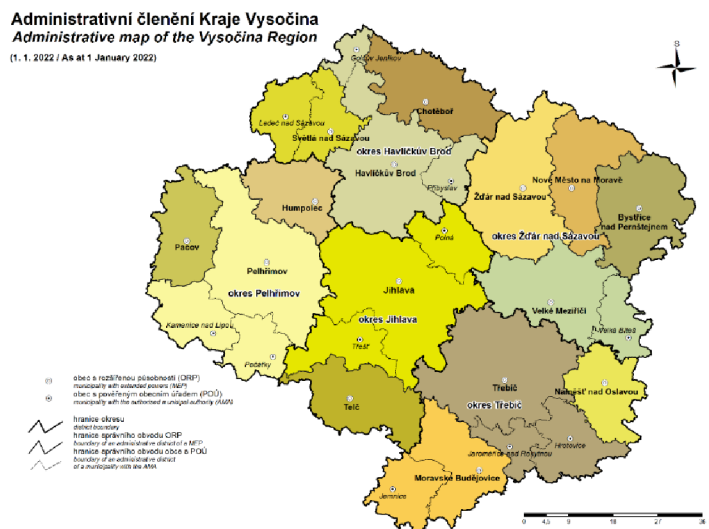 Administrativní členění Kraje Vysočina
Administrative map of the Vysočina Region
(1. 1. 2022 / As at 1 January 2022)
S
Golčův Jeníkov
Chotěboř
Ledeč nad Sázavou
Světlá nad Sázavou
okres Havlíčkův Brod
Havlíčkův Brod
Přibyslav
Nové Město na Moravě
Žďár nad Sázavou
Humpolec
Bystřice
nad Pernštejnem
Polná
okres Žďár nad Sázavou
Pacov
Pelhřimov
Jihlava
okres Pelhřimov
Velké Meziříčí
okres Jihlava
Kamenice nad Lipou
Velká Bíteš
Třešť
Počátky
Třebíč
Náměšť nad Oslavou
Telč
okres Třebíč
Hrotovice
Jaroměřice nad Rokytnou
Moravské Budějovice
Jemnice
obec s rozšířenou působností (ORP)
municipality with extended powers (MEP)
obec s pověřeným obecním úřadem (POÚ)
municipality with the authorised municipal authority (AMA)
hranice okresu
district boundary
hranice správního obvodu ORP
boundary of an administrative district of a MEP
hranice správního obvodu obce s POÚ
boundary of an administrative district
of a municipality with the AMA
0 4,5 9 18 27 36